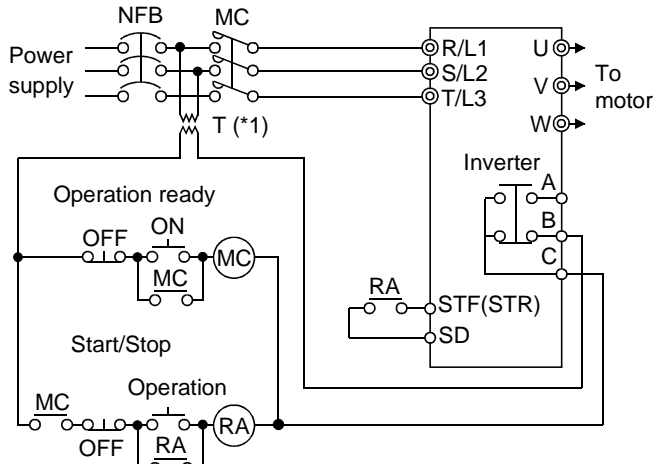 NFB
MC
Power
supply
R/L1
S/L2
T/L3
U
V
W
To
motor
T (*1)
Inverter
A
B
C
Operation ready
OFF
ON
MC
MC
RA
STF(STR)
SD
Start/Stop
Operation
MC
OFF
RA
RA